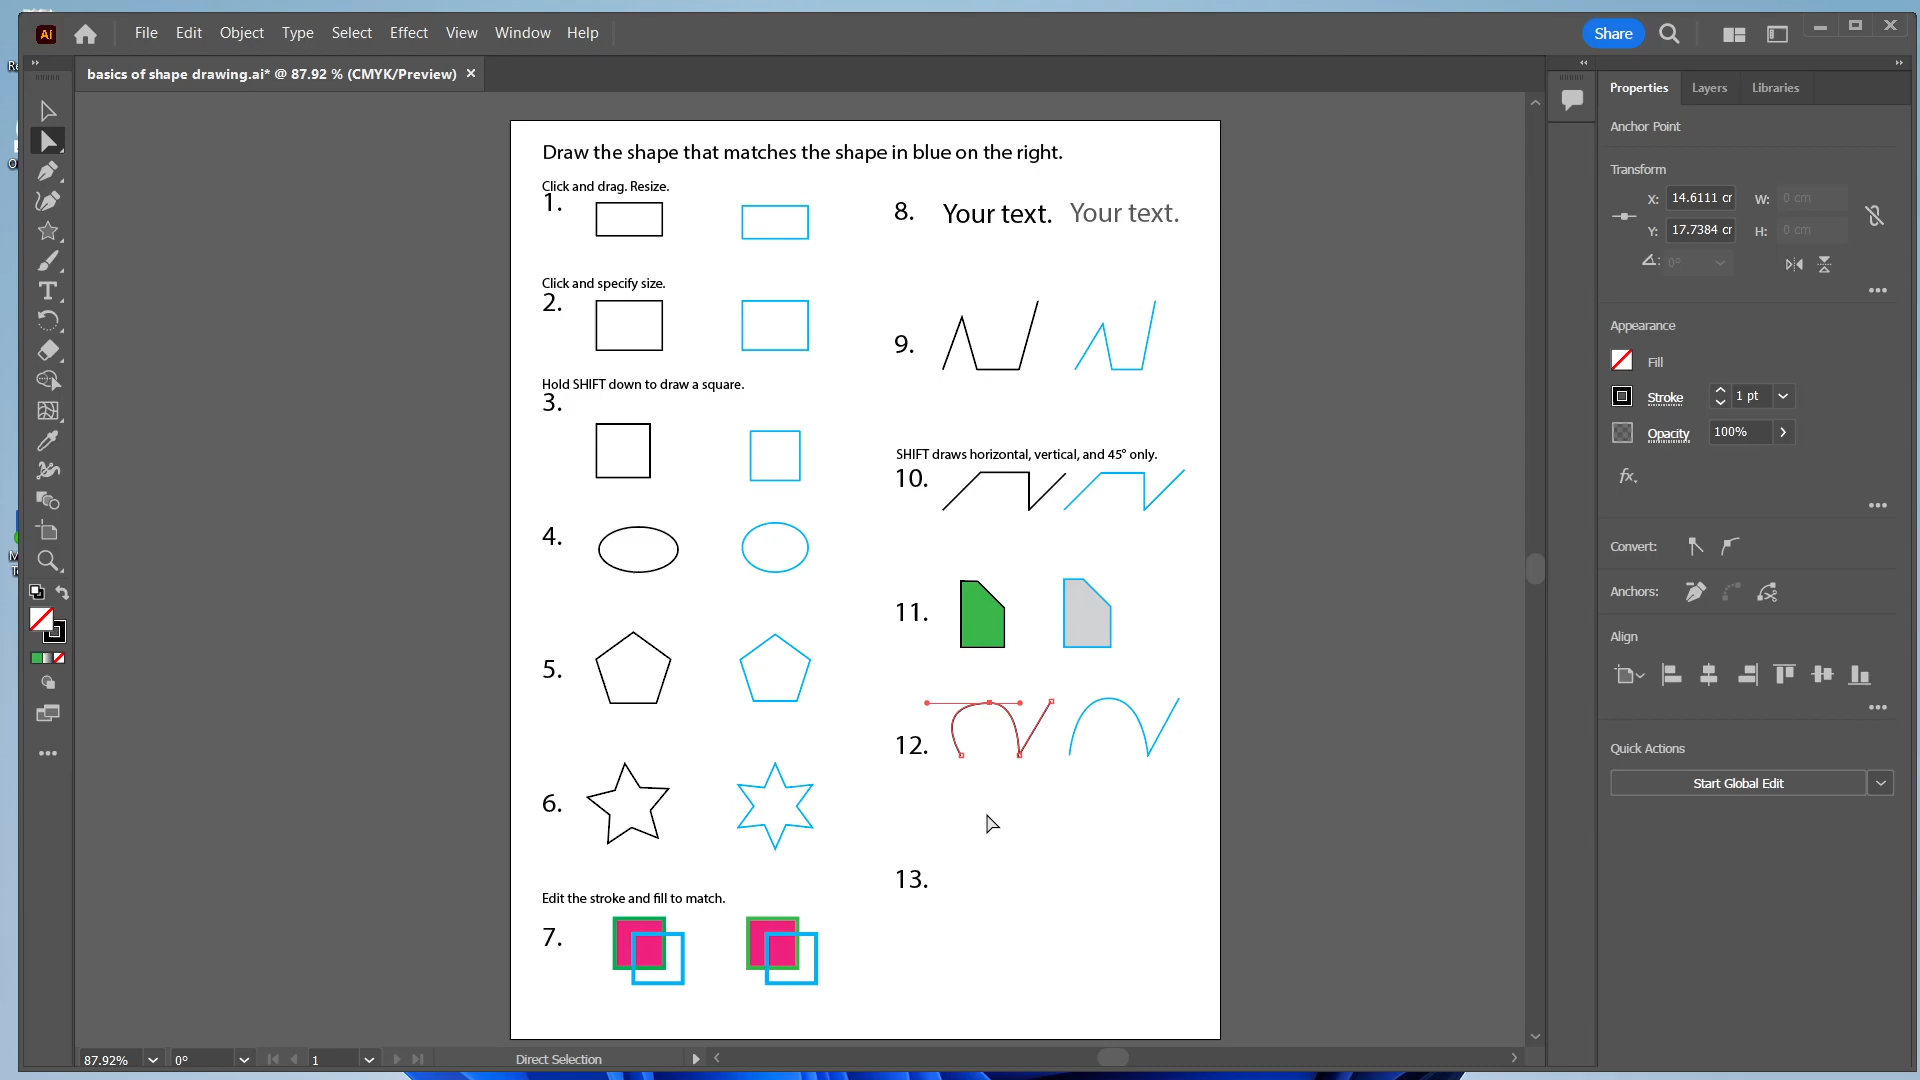 Ai
File Edit Object Type Select Effect View Window Help
Share
basics of shape drawing.ai* @ 87.92 % (CMYK/Preview) ×
Properties Layers Libraries
Anchor Point
Transform
X: 14.6111 cr W: 0 cm
Y: 17.7384 cr H: 0 cm
0°
Appearance
Fill
Stroke 1 pt
Opacity 100%
fx.
Convert:
Anchors:
Align
Quick Actions
Start Global Edit
Draw the shape that matches the shape in blue on the right.
Click and drag. Resize.
1.
Click and specify size.
2.
Hold SHIFT down to draw a square.
3.
4.
5.
6.
Edit the stroke and fill to match.
7.
8. Your text. Your text.
9.
SHIFT draws horizontal, vertical, and 45° only.
10.
11.
12.
13.
87.92% 0° 1 Direct Selection